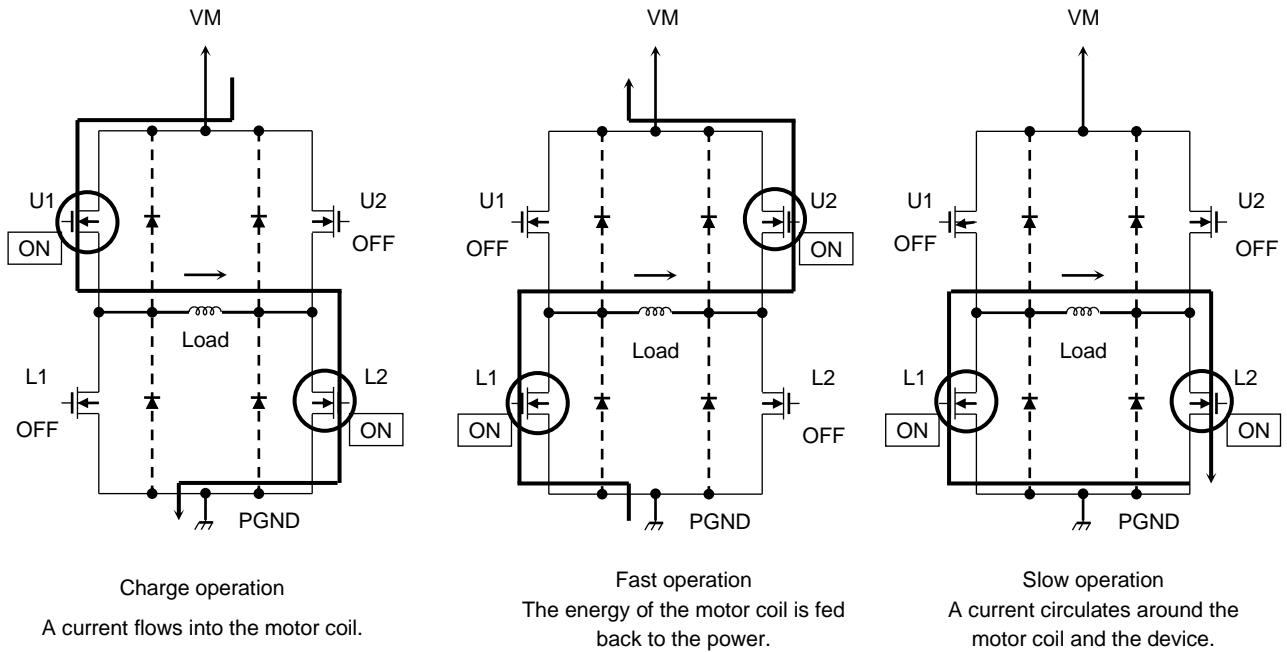 VM
U1
ON
U2
OFF
Load
L1
OFF
L2
ON
PGND
Charge operation
A current flows into the motor coil.
VM
U1
OFF
U2
ON
Load
L1
ON
L2
OFF
PGND
Fast operation
The energy of the motor coil is fed
back to the power.
VM
U1
OFF
U2
OFF
Load
L1
ON
L2
ON
PGND
Slow operation
A current circulates around the
motor coil and the device.